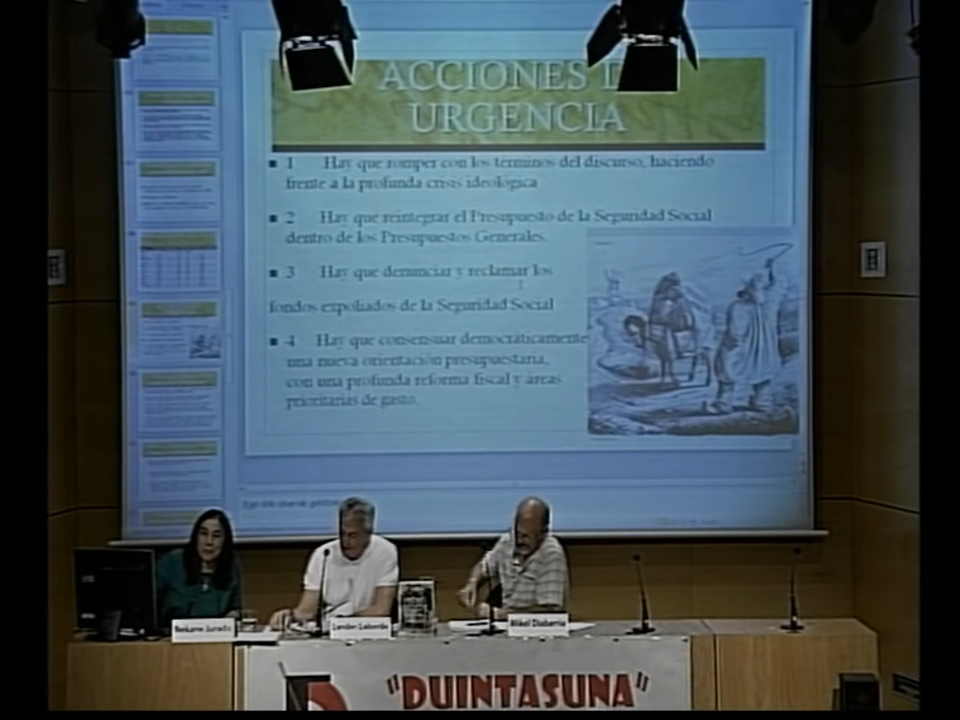 ACCIONES
URGENCIA
1 Hay que romper con los términos del discurso, haciendo
frente a la profunda crisis ideológica
2 Hay que reintegrar el Presupuesto de la Seguridad Social
dentro de los Presupuestos Generales.
3 Hay que denunciar y reclamar los
fondos expoliados de la Seguridad Social
4 Hay que consensuar democráticamente
una nueva orientación presupuestaria,
con una profunda reforma fiscal y áreas
prioritarias de gasto.
Nekane Jurado
Lander Laborde
Mikel
"DUINTASUNA"